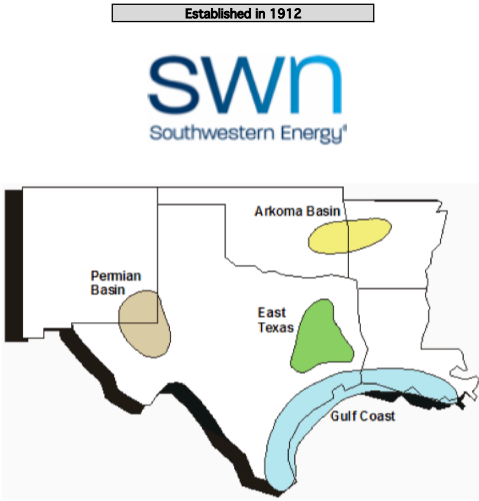 Established in 1912
swn
Southwestern Energy®
Arkoma Basin
Permian
Basin
East
Texas
Gulf Coast